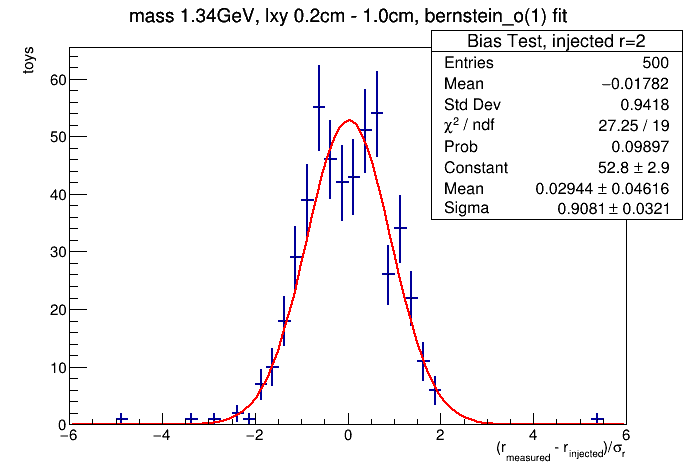 mass 1.34GeV, lxy 0.2cm - 1.0cm, bernstein_o(1) fit
toys
Bias Test, injected r=2
Entries 500
Mean −0.01782
Std Dev 0.9418
χ² / ndf 27.25 / 19
Prob 0.09897
Constant 52.8 ± 2.9
Mean 0.02944 ± 0.04616
Sigma 0.9081 ± 0.0321
60
50
40
30
20
10
0
−6 −4 −2 0 2 4 6
(r_measured - r_injected)/σ_r